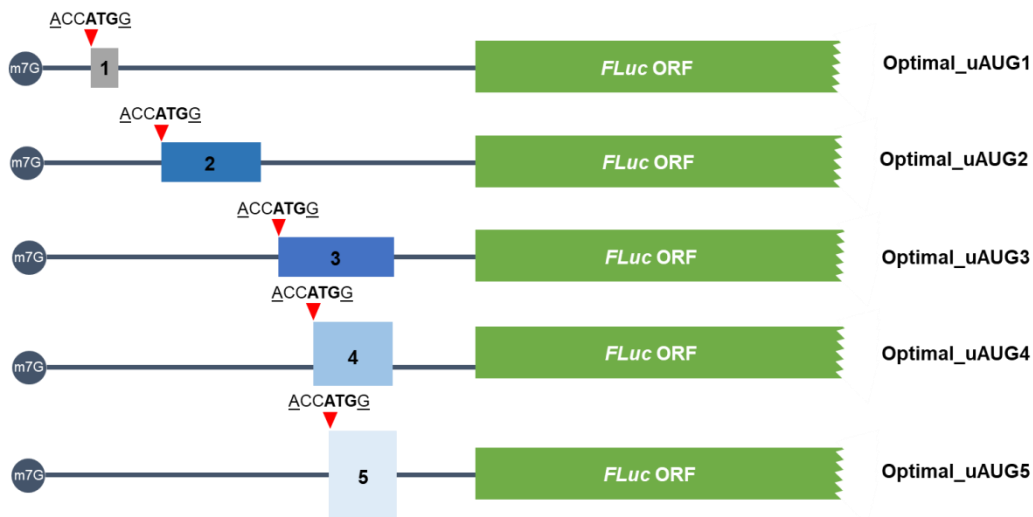 ACCATGG
m7G 1 FLuc ORF Optimal_uAUG1
ACCATGG
m7G 2 FLuc ORF Optimal_uAUG2
ACCATGG
m7G 3 FLuc ORF Optimal_uAUG3
ACCATGG
m7G 4 FLuc ORF Optimal_uAUG4
ACCATGG
m7G 5 FLuc ORF Optimal_uAUG5